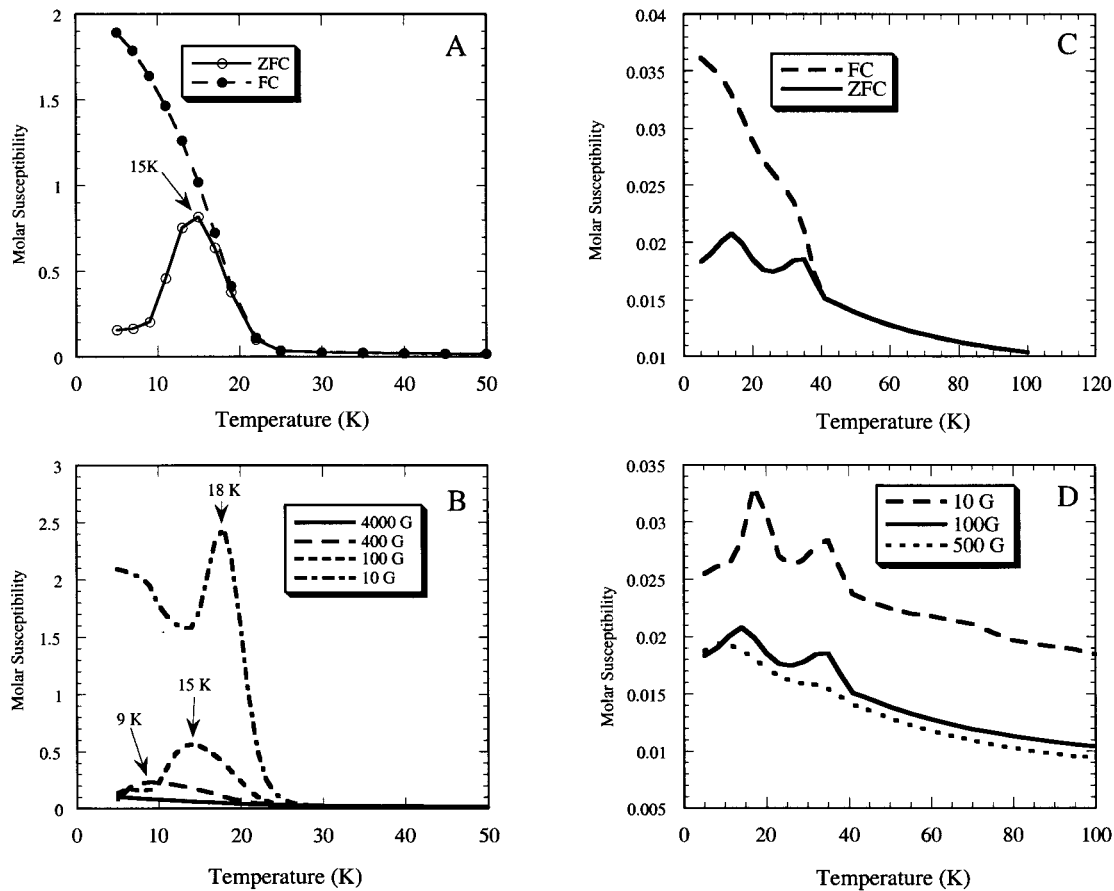 A
ZFC
FC
15K
Molar Susceptibility
2
1.5
1
0.5
0
0 10 20 30 40 50
Temperature (K)
C
FC
ZFC
Molar Susceptibility
0.04
0.035
0.03
0.025
0.02
0.015
0.01
0 20 40 60 80 100 120
Temperature (K)
B
18 K
15 K
9 K
4000 G
400 G
100 G
10 G
Molar Susceptibility
3
2.5
2
1.5
1
0.5
0
0 10 20 30 40 50
Temperature (K)
D
10 G
100G
500 G
Molar Susceptibility
0.035
0.03
0.025
0.02
0.015
0.01
0.005
0 20 40 60 80 100
Temperature (K)